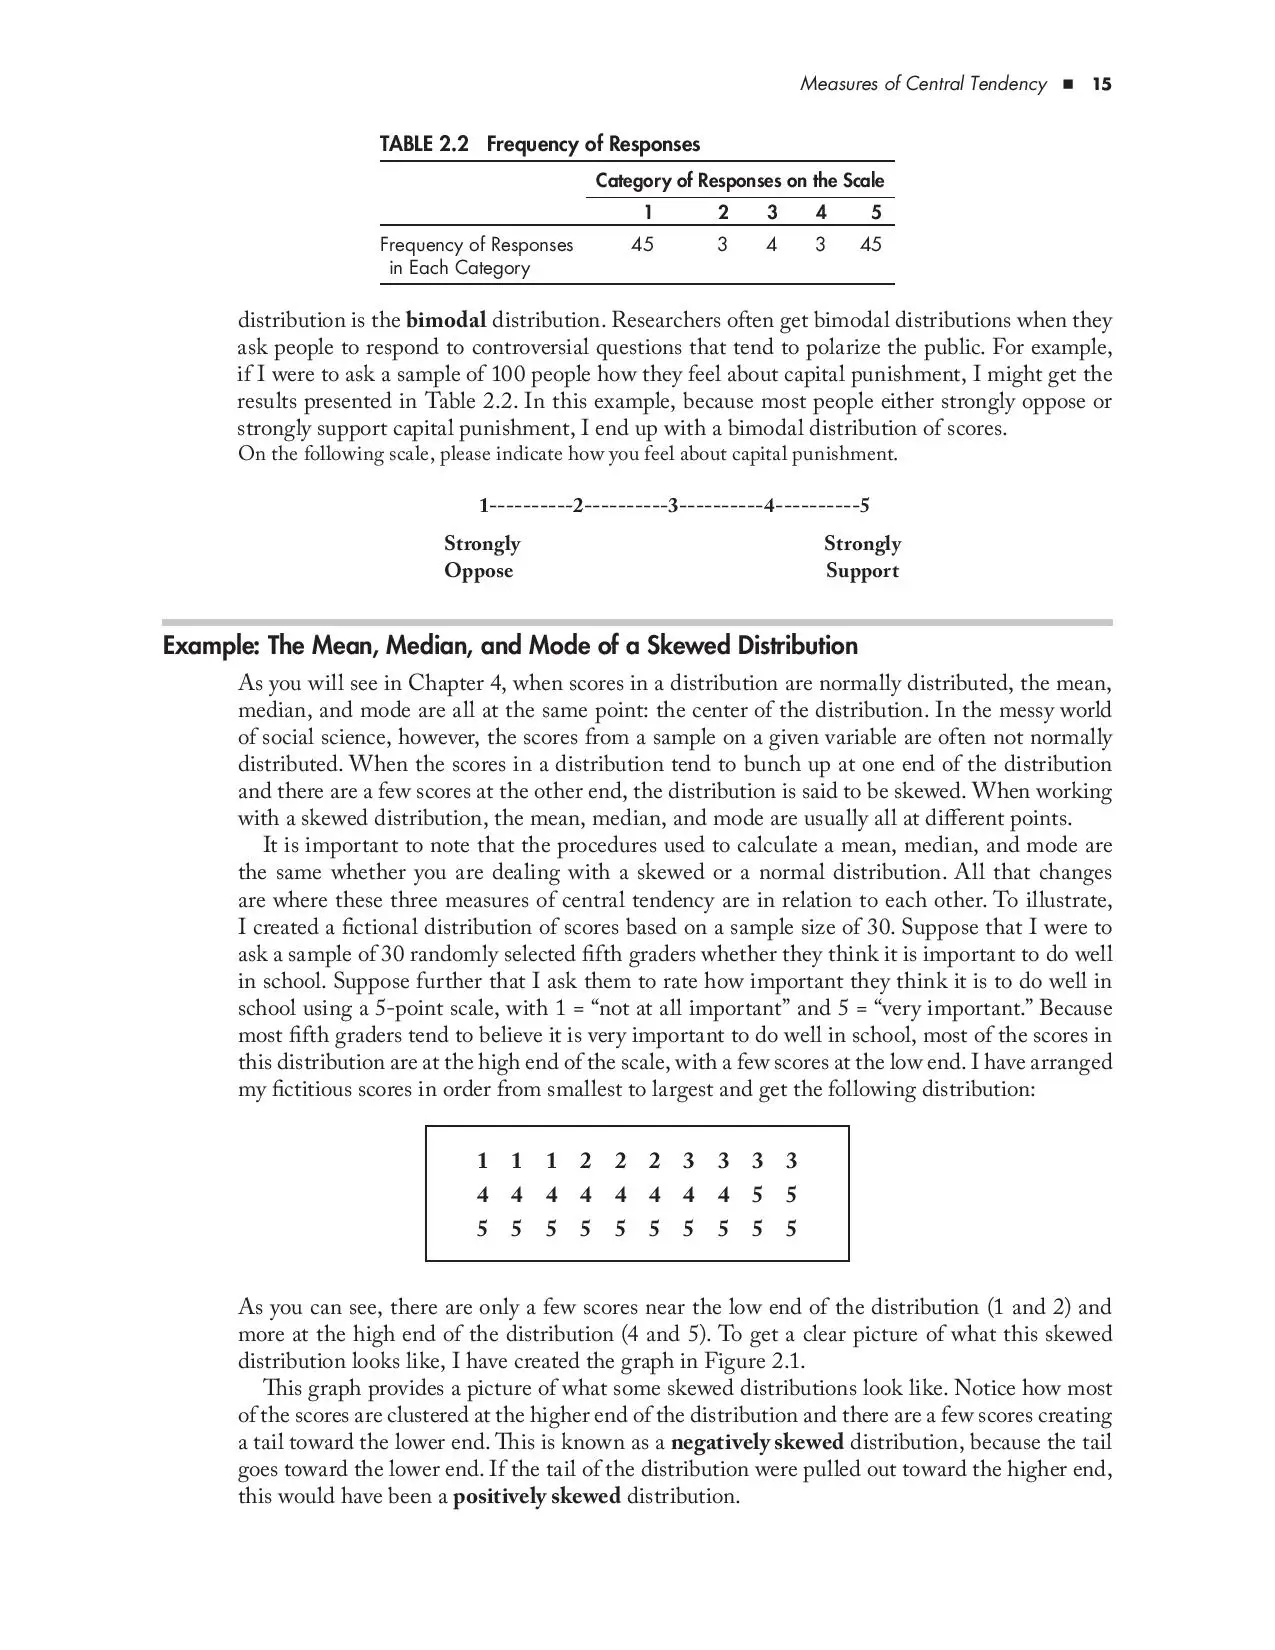 Measures of Central Tendency ■ 15
TABLE 2.2 Frequency of Responses
Category of Responses on the Scale
1 2 3 4 5
Frequency of Responses 45 3 4 3 45
in Each Category
distribution is the bimodal distribution. Researchers often get bimodal distributions when they
ask people to respond to controversial questions that tend to polarize the public. For example,
if I were to ask a sample of 100 people how they feel about capital punishment, I might get the
results presented in Table 2.2. In this example, because most people either strongly oppose or
strongly support capital punishment, I end up with a bimodal distribution of scores.
On the following scale, please indicate how you feel about capital punishment.
1----------2----------3----------4----------5
Strongly Strongly
Oppose Support
Example: The Mean, Median, and Mode of a Skewed Distribution
As you will see in Chapter 4, when scores in a distribution are normally distributed, the mean,
median, and mode are all at the same point: the center of the distribution. In the messy world
of social science, however, the scores from a sample on a given variable are often not normally
distributed. When the scores in a distribution tend to bunch up at one end of the distribution
and there are a few scores at the other end, the distribution is said to be skewed. When working
with a skewed distribution, the mean, median, and mode are usually all at different points.
It is important to note that the procedures used to calculate a mean, median, and mode are
the same whether you are dealing with a skewed or a normal distribution. All that changes
are where these three measures of central tendency are in relation to each other. To illustrate,
I created a fictional distribution of scores based on a sample size of 30. Suppose that I were to
ask a sample of 30 randomly selected fifth graders whether they think it is important to do well
in school. Suppose further that I ask them to rate how important they think it is to do well in
school using a 5-point scale, with 1 = “not at all important” and 5 = “very important.” Because
most fifth graders tend to believe it is very important to do well in school, most of the scores in
this distribution are at the high end of the scale, with a few scores at the low end. I have arranged
my fictitious scores in order from smallest to largest and get the following distribution:
1 1 1 2 2 2 3 3 3 3
4 4 4 4 4 4 4 4 5 5
5 5 5 5 5 5 5 5 5 5
As you can see, there are only a few scores near the low end of the distribution (1 and 2) and
more at the high end of the distribution (4 and 5). To get a clear picture of what this skewed
distribution looks like, I have created the graph in Figure 2.1.
This graph provides a picture of what some skewed distributions look like. Notice how most
of the scores are clustered at the higher end of the distribution and there are a few scores creating
a tail toward the lower end. This is known as a negatively skewed distribution, because the tail
goes toward the lower end. If the tail of the distribution were pulled out toward the higher end,
this would have been a positively skewed distribution.